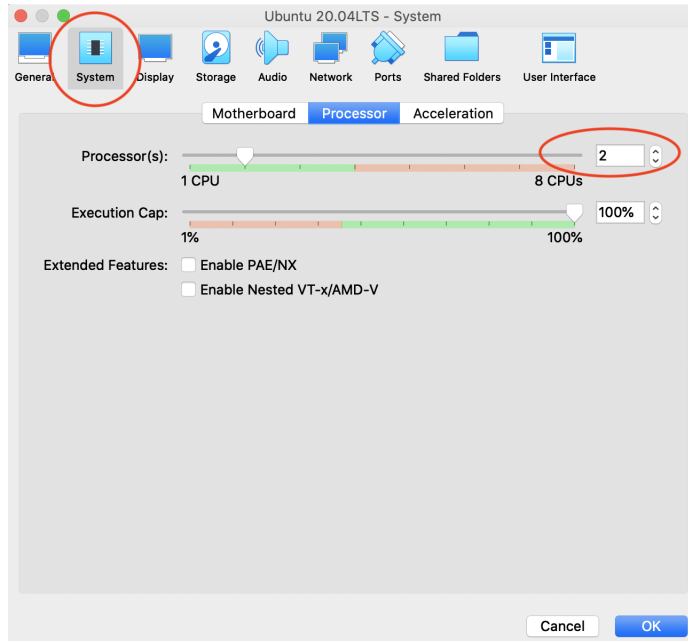 Ubuntu 20.04LTS - System
General System Display Storage Audio Network Ports Shared Folders User Interface
Motherboard Processor Acceleration
Processor(s): 2
1 CPU 8 CPUs
Execution Cap: 100%
1% 100%
Extended Features: Enable PAE/NX
Enable Nested VT-x/AMD-V
Cancel OK